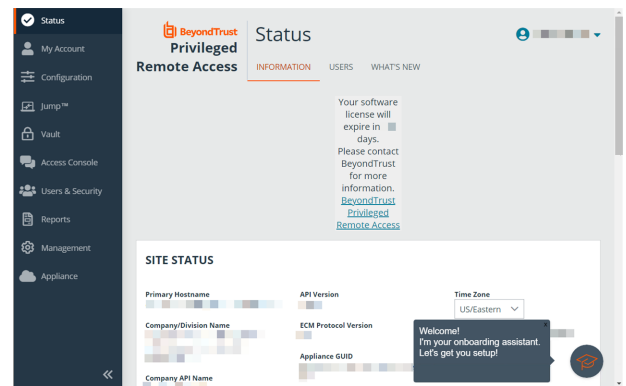 Status
My Account
Configuration
Jump™
Vault
Access Console
Users & Security
Reports
Management
Appliance
BeyondTrust
Privileged
Remote Access
Status
INFORMATION USERS WHAT'S NEW
Your software
license will
expire in
days.
Please contact
BeyondTrust
for more
information.
BeyondTrust
Privileged
Remote Access
SITE STATUS
Primary Hostname
API Version
Time Zone
US/Eastern
Company/Division Name
ECM Protocol Version
Appliance GUID
Company API Name
x
Welcome!
I'm your onboarding assistant.
Let's get you setup!